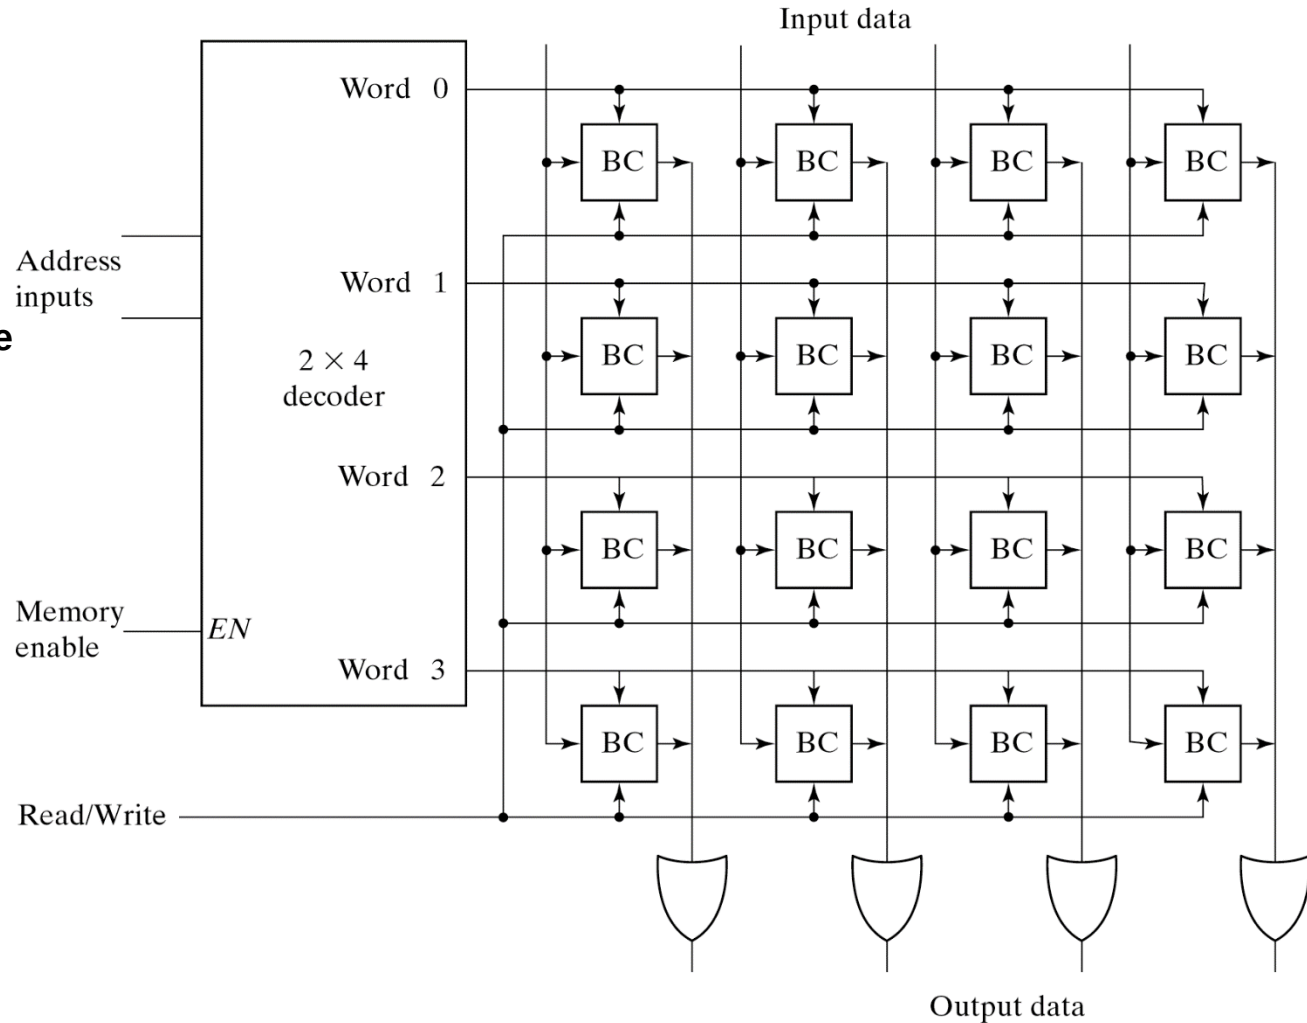 Input data
Word 0
BC BC BC BC
Address
inputs
Word 1
e
2 × 4
decoder
BC BC BC BC
Word 2
BC BC BC BC
Memory
enable
EN
Word 3
BC BC BC BC
Read/Write
Output data